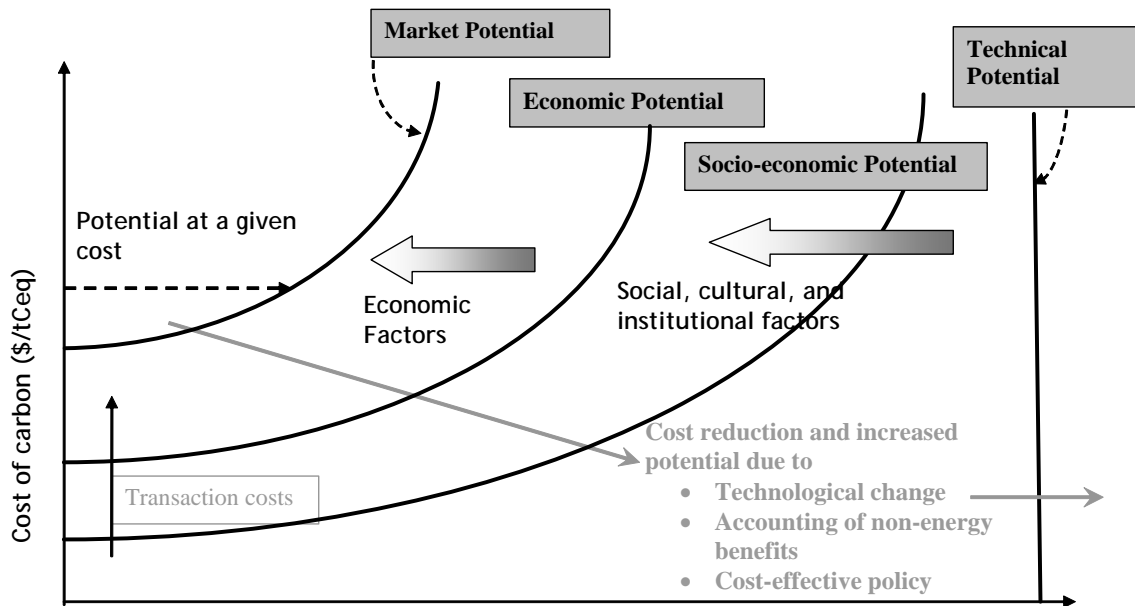 Market Potential
Technical
Potential
Economic Potential
Socio-economic Potential
Potential at a given
cost
Economic
Factors
Social, cultural, and
institutional factors
Cost of carbon ($/tCeq)
Cost reduction and increased
potential due to
• Technological change
• Accounting of non-energy
benefits
• Cost-effective policy
Transaction costs